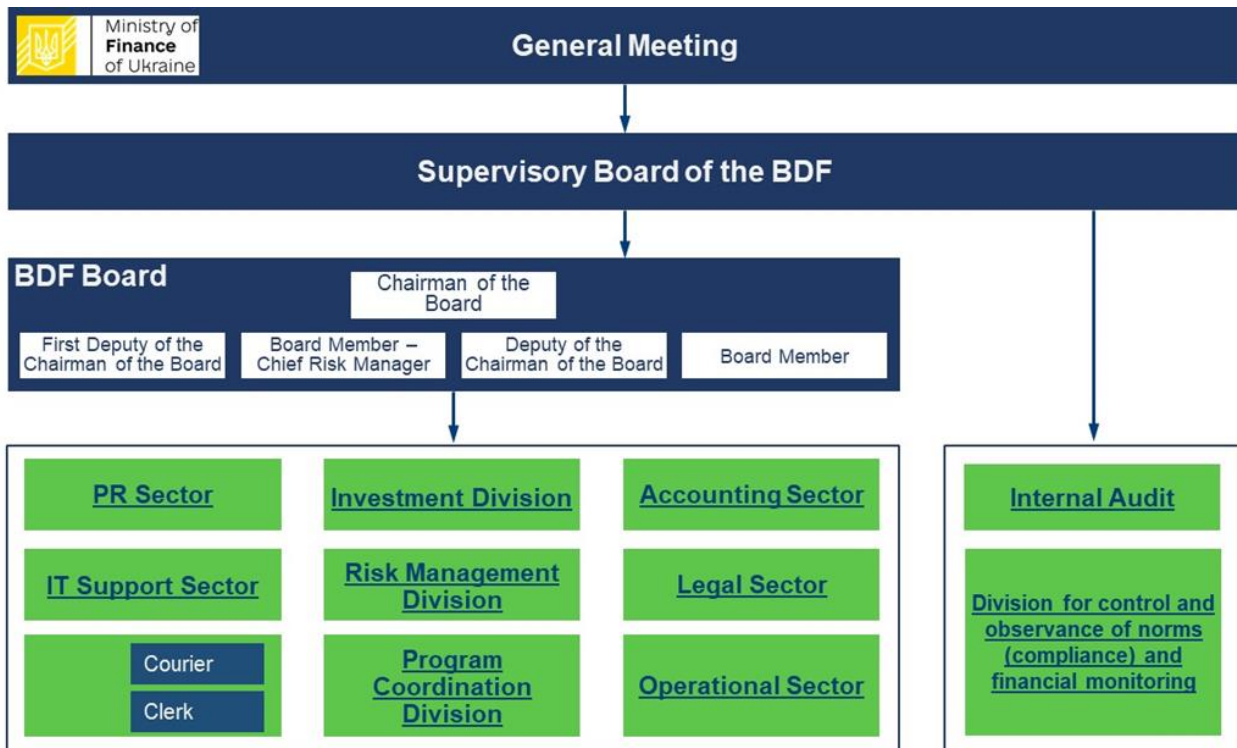 Ministry of
Finance
of Ukraine
General Meeting
Supervisory Board of the BDF
BDF Board
Chairman of the
Board
First Deputy of the
Chairman of the Board
Board Member –
Chief Risk Manager
Deputy of the
Chairman of the Board
Board Member
PR Sector
Investment Division
Accounting Sector
Internal Audit
IT Support Sector
Risk Management
Division
Legal Sector
Division for control and
observance of norms
(compliance) and
financial monitoring
Courier
Clerk
Program
Coordination
Division
Operational Sector